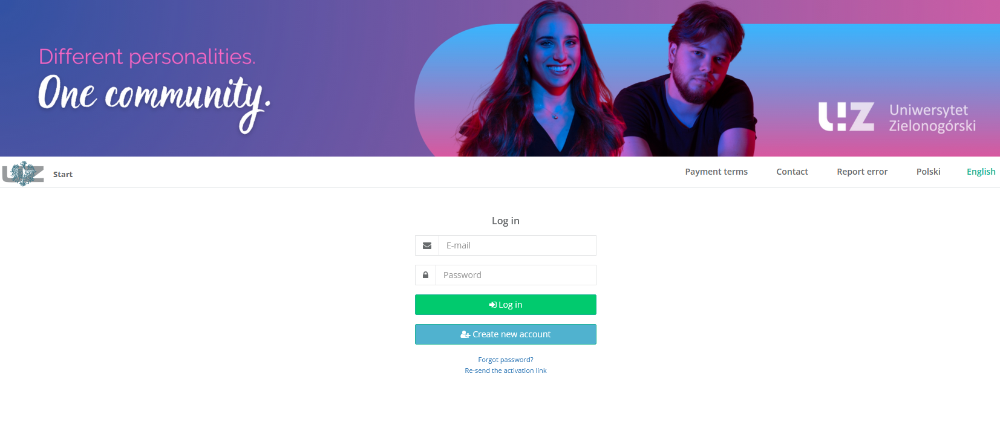 Different personalities.
One community.
UZ Uniwersytet
Zielonogórski
UZ Start Payment terms Contact Report error Polski English
Log in
E-mail
Password
Log in
Create new account
Forgot password?
Re-send the activation link